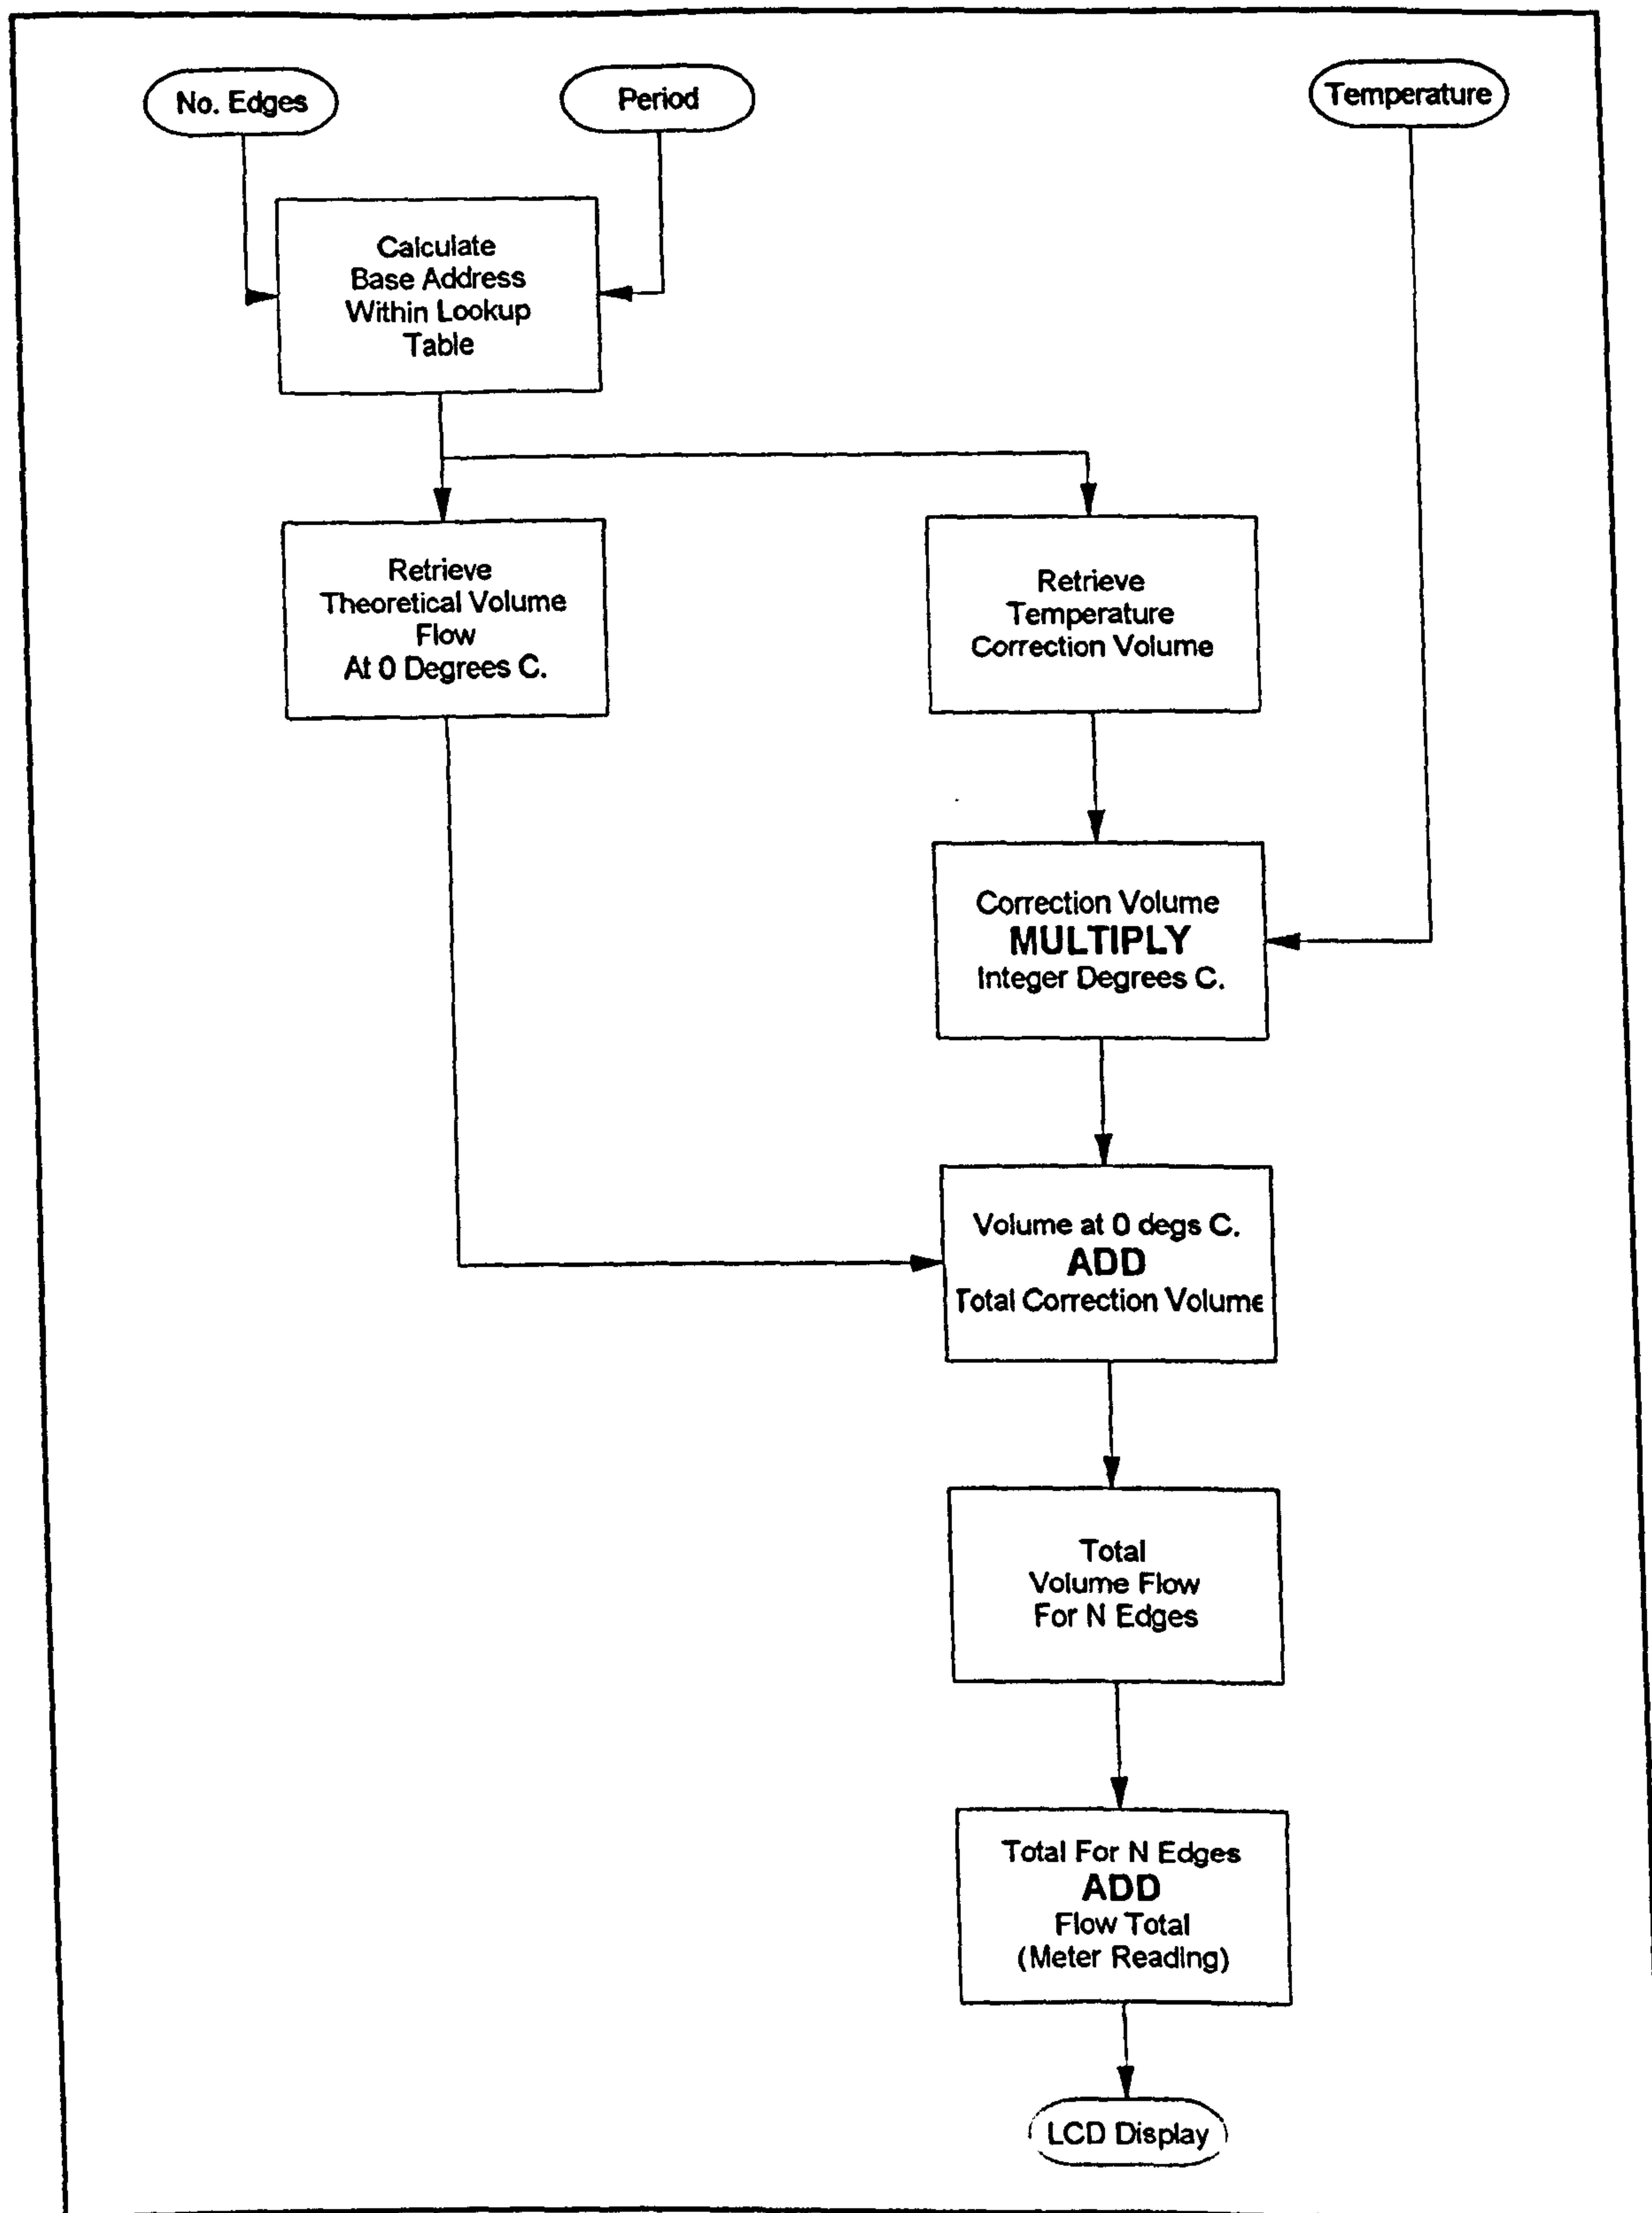 No. Edges
Period
Temperature
Calculate
Base Address
Within Lookup
Table
Retrieve
Theoretical Volume
Flow
At 0 Degrees C.
Retrieve
Temperature
Correction Volume
Correction Volume
MULTIPLY
Integer Degrees C.
Volume at 0 degs C.
ADD
Total Correction Volume
Total
Volume Flow
For N Edges
Total For N Edges
ADD
Flow Total
(Meter Reading)
LCD Display